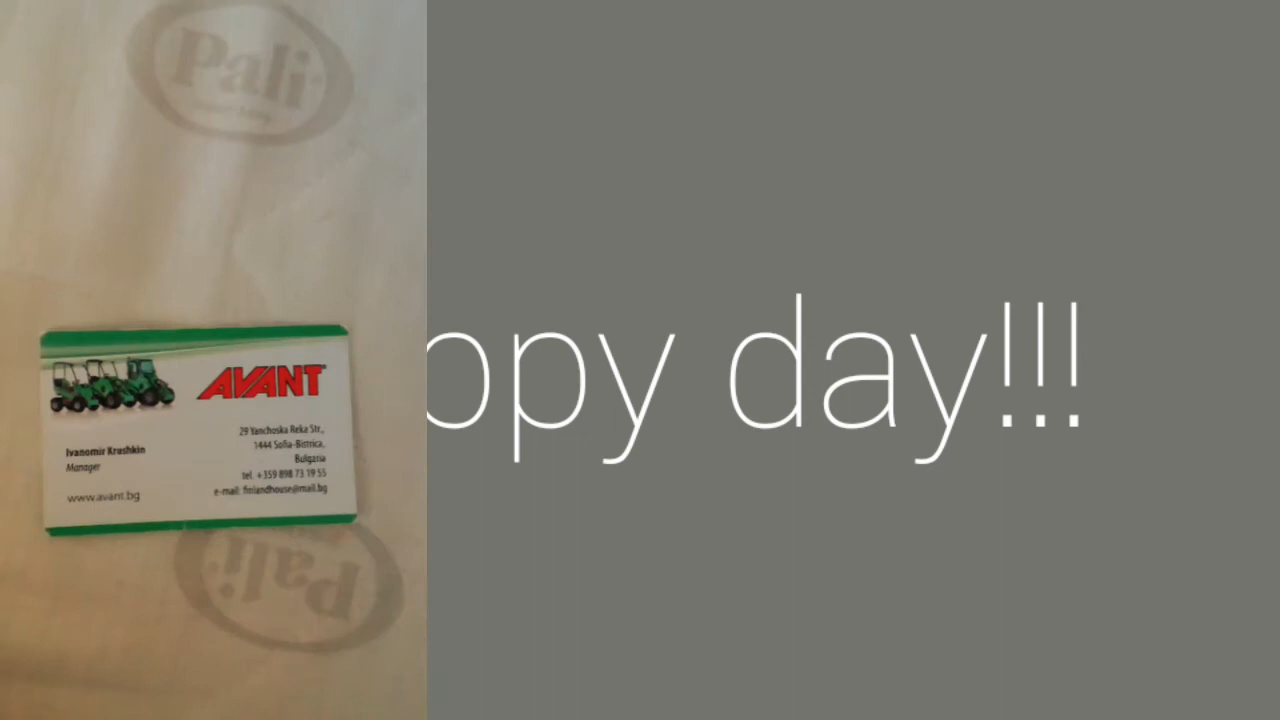 Pali
AVANT
Ivanomir Krushkin
Manager
www.avant.bg
29 Yanchoska Reka Str.,
1444 Sofia-Bistrica,
Bulgaria
tel. +359 898 73 19 55
e-mail: finlandhouse@mail.bg
Pali
ppy day!!!